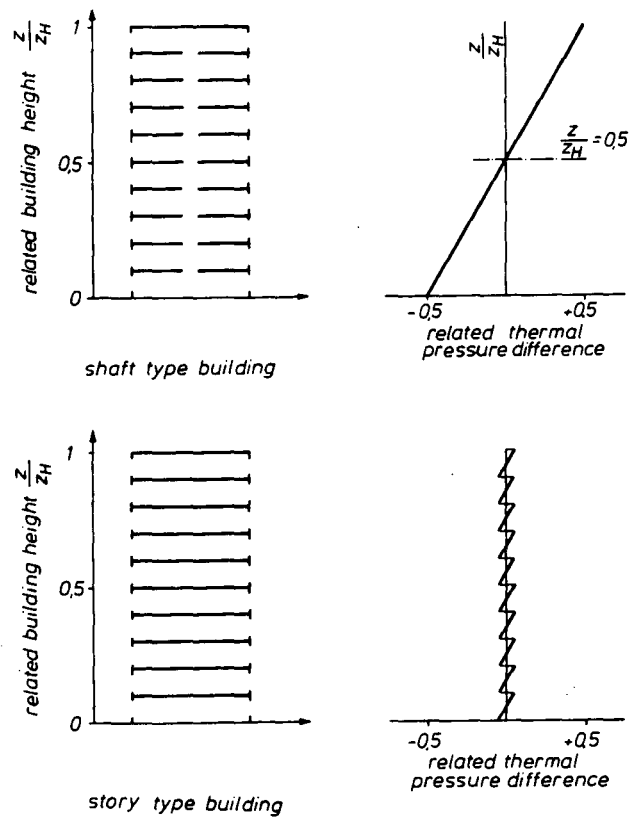 related building height z/z_H
1
0,5
0
shaft type building
z/z_H
z/z_H = 0,5
-0,5
+0,5
related thermal
pressure difference
related building height z/z_H
1
0,5
0
story type building
-0,5
+0,5
related thermal
pressure difference